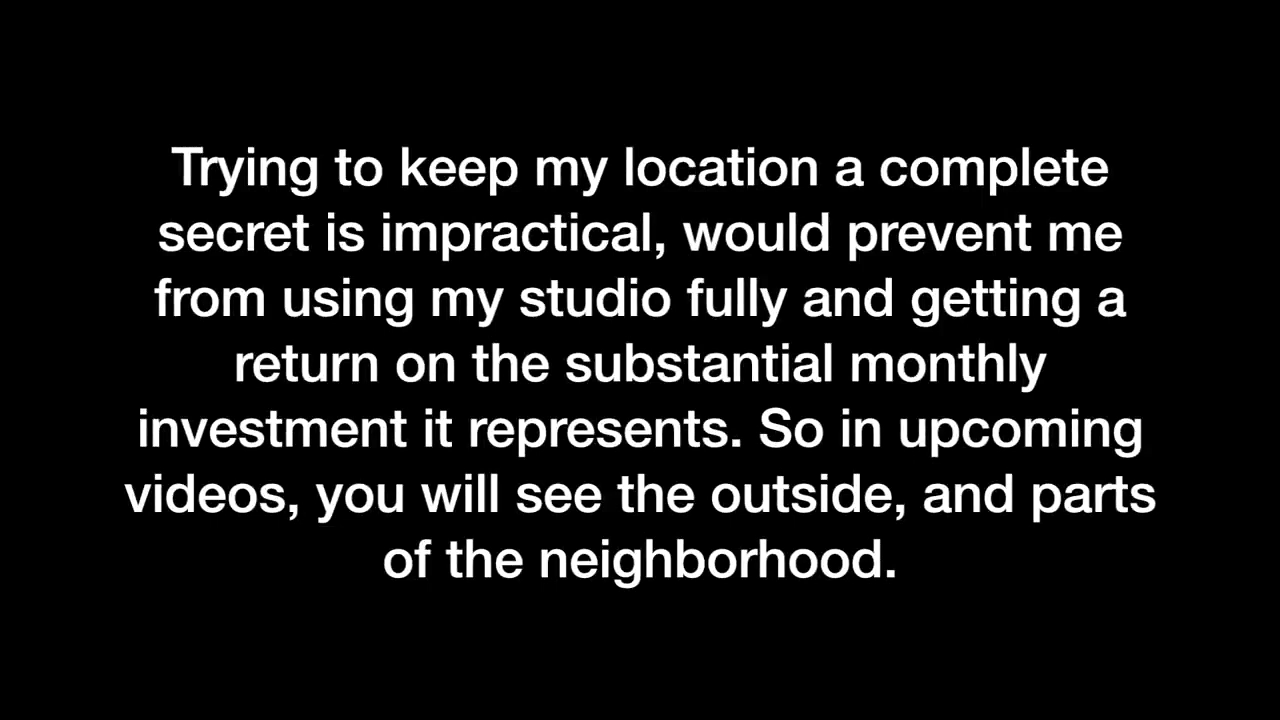 Trying to keep my location a complete
secret is impractical, would prevent me
from using my studio fully and getting a
return on the substantial monthly
investment it represents. So in upcoming
videos, you will see the outside, and parts
of the neighborhood.